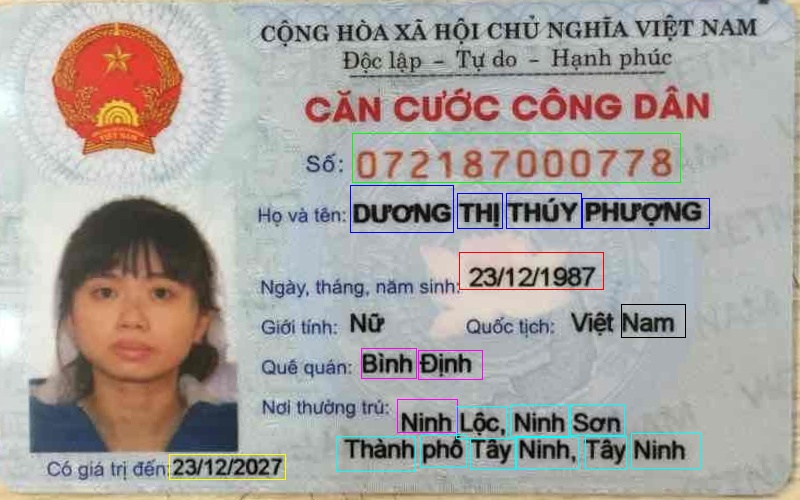 CỘNG HÒA XÃ HỘI CHỦ NGHĨA VIỆT NAM
Độc lập – Tự do – Hạnh phúc
CĂN CƯỚC CÔNG DÂN
Số: 072187000778
Họ và tên: DƯƠNG THỊ THÚY PHƯỢNG
Ngày, tháng, năm sinh: 23/12/1987
Giới tính: Nữ Quốc tịch: Việt Nam
Quê quán: Bình Định
Nơi thường trú: Ninh Lộc, Ninh Sơn
Thành phố Tây Ninh, Tây Ninh
Có giá trị đến: 23/12/2027